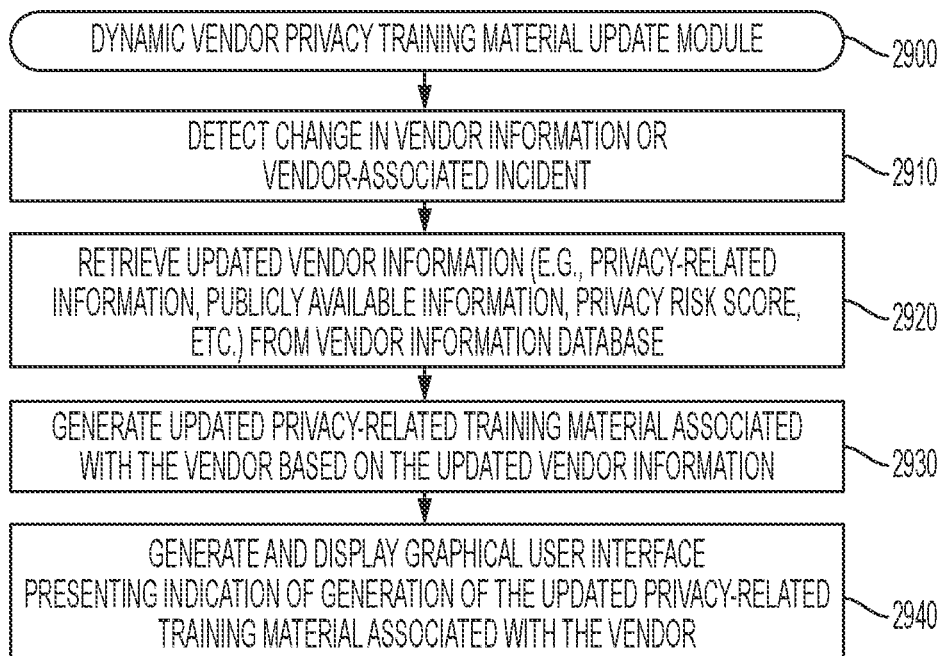 DYNAMIC VENDOR PRIVACY TRAINING MATERIAL UPDATE MODULE
2900
DETECT CHANGE IN VENDOR INFORMATION OR
VENDOR-ASSOCIATED INCIDENT
2910
RETRIEVE UPDATED VENDOR INFORMATION (E.G., PRIVACY-RELATED
INFORMATION, PUBLICLY AVAILABLE INFORMATION, PRIVACY RISK SCORE,
ETC.) FROM VENDOR INFORMATION DATABASE
2920
GENERATE UPDATED PRIVACY-RELATED TRAINING MATERIAL ASSOCIATED
WITH THE VENDOR BASED ON THE UPDATED VENDOR INFORMATION
2930
GENERATE AND DISPLAY GRAPHICAL USER INTERFACE
PRESENTING INDICATION OF GENERATION OF THE UPDATED PRIVACY-RELATED
TRAINING MATERIAL ASSOCIATED WITH THE VENDOR
2940